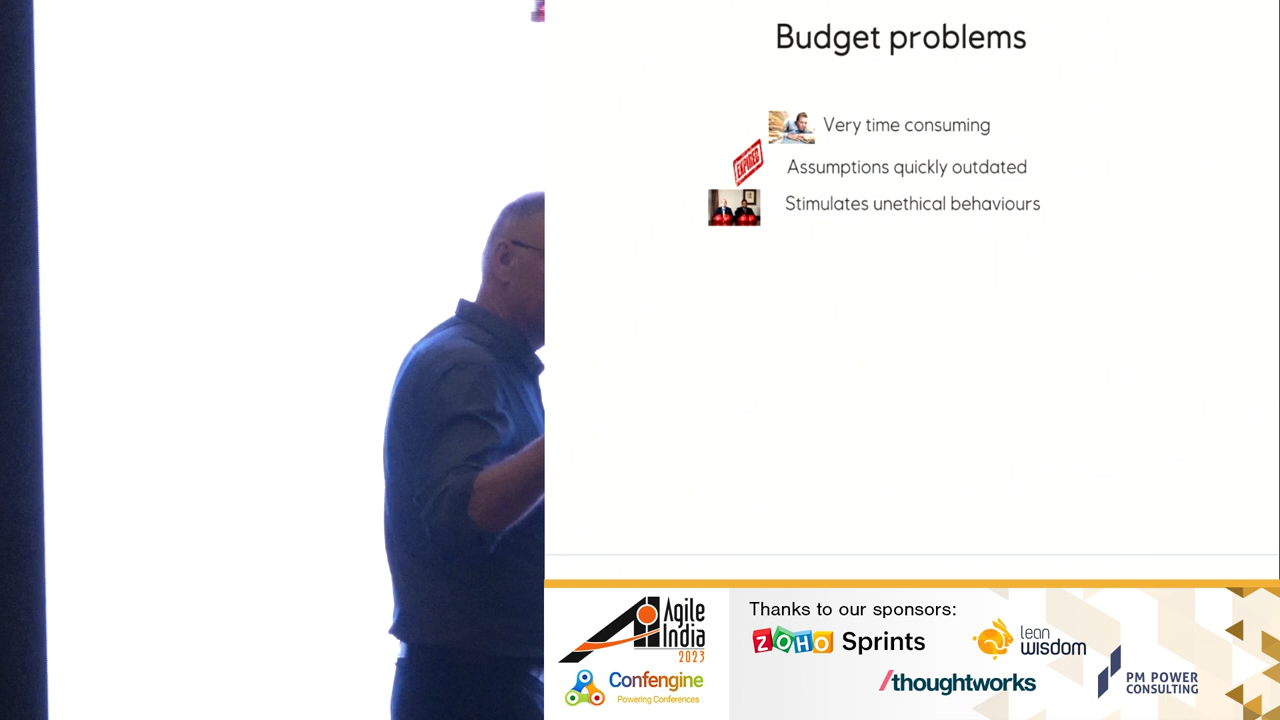 Budget problems
Very time consuming
EXPIRED
Assumptions quickly outdated
Stimulates unethical behaviours
Thanks to our sponsors:
Agile
India
2023
ZOHO Sprints
lean
wisdom
Confengine
Powering Conferences
/thoughtworks
PM POWER
CONSULTING